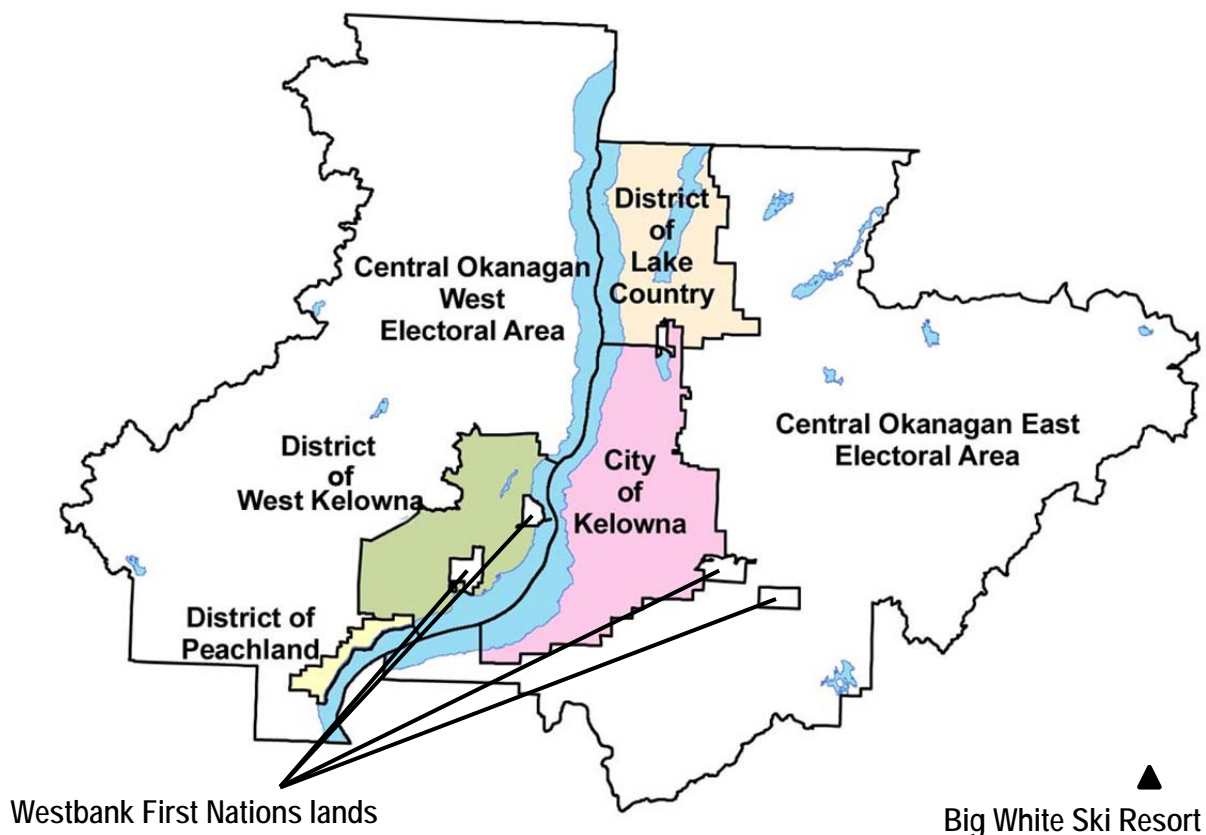 District
of
Lake
Country
Central Okanagan
West
Electoral Area
Central Okanagan East
Electoral Area
District
of
West Kelowna
City
of
Kelowna
District of
Peachland
Westbank First Nations lands
Big White Ski Resort